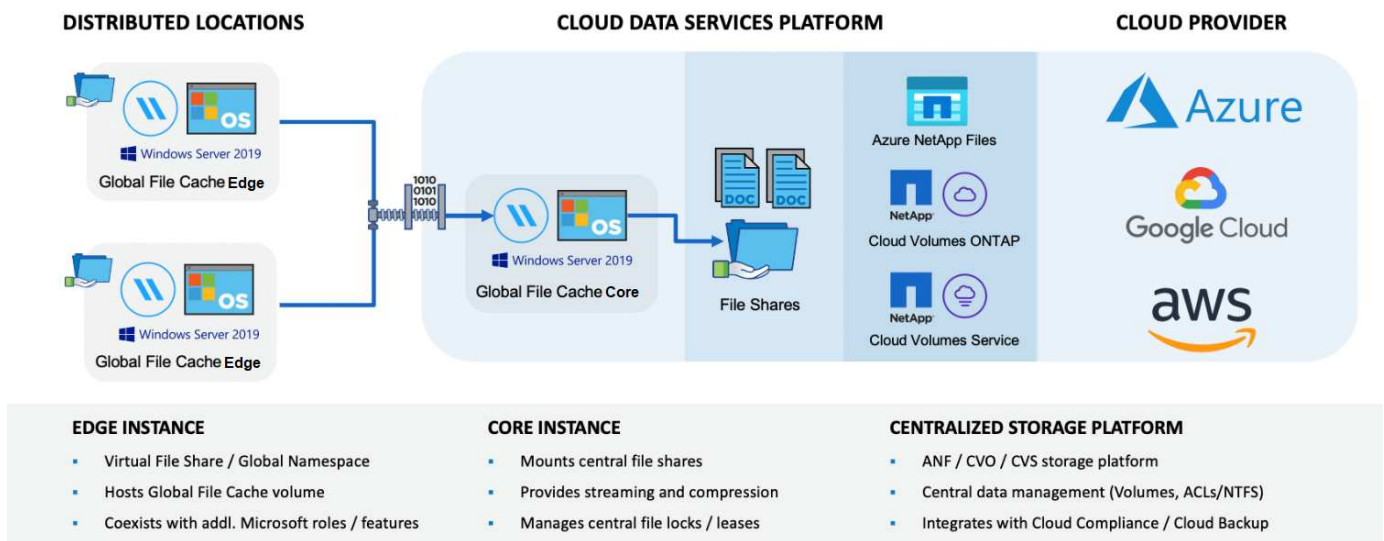 DISTRIBUTED LOCATIONS
CLOUD DATA SERVICES PLATFORM
CLOUD PROVIDER
OS
Windows Server 2019
Global File Cache Edge
OS
Windows Server 2019
Global File Cache Edge
1010
0101
1010
OS
Windows Server 2019
Global File Cache Core
DOC
DOC
File Shares
Azure NetApp Files
NetApp
Cloud Volumes ONTAP
NetApp
Cloud Volumes Service
Azure
Google Cloud
aws
EDGE INSTANCE
▪ Virtual File Share / Global Namespace
▪ Hosts Global File Cache volume
▪ Coexists with addl. Microsoft roles / features
CORE INSTANCE
▪ Mounts central file shares
▪ Provides streaming and compression
▪ Manages central file locks / leases
CENTRALIZED STORAGE PLATFORM
▪ ANF / CVO / CVS storage platform
▪ Central data management (Volumes, ACLs/NTFS)
▪ Integrates with Cloud Compliance / Cloud Backup